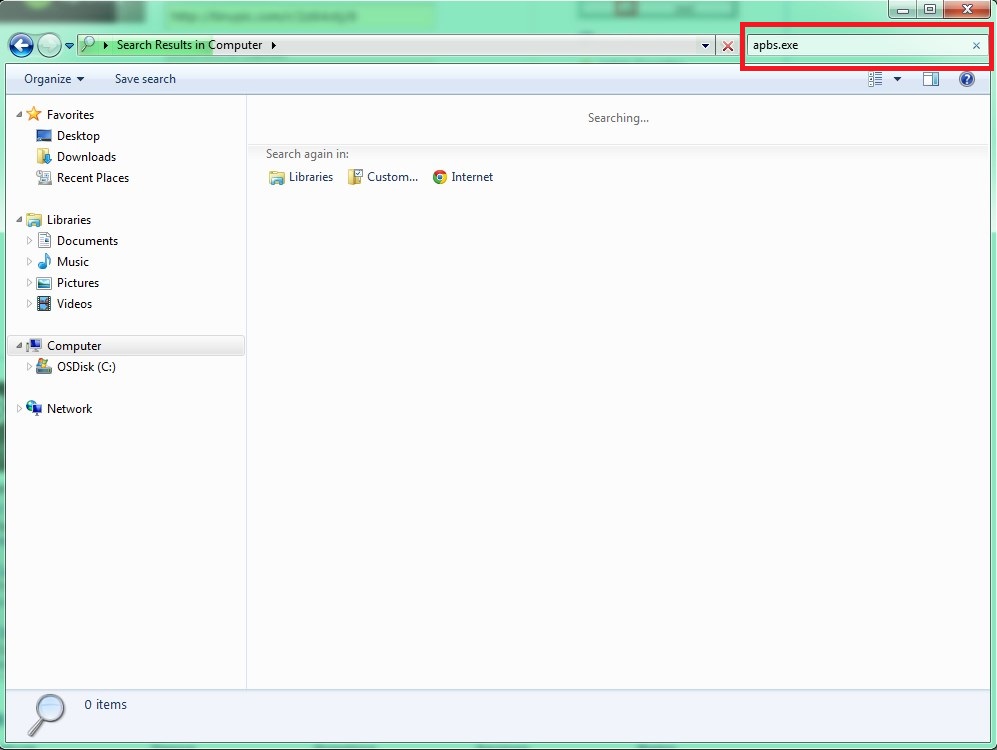 Search Results in Computer
apbs.exe
Organize
Save search
Favorites
Desktop
Downloads
Recent Places
Libraries
Documents
Music
Pictures
Videos
Computer
OSDisk (C:)
Network
Searching...
Search again in:
Libraries Custom... Internet
0 items